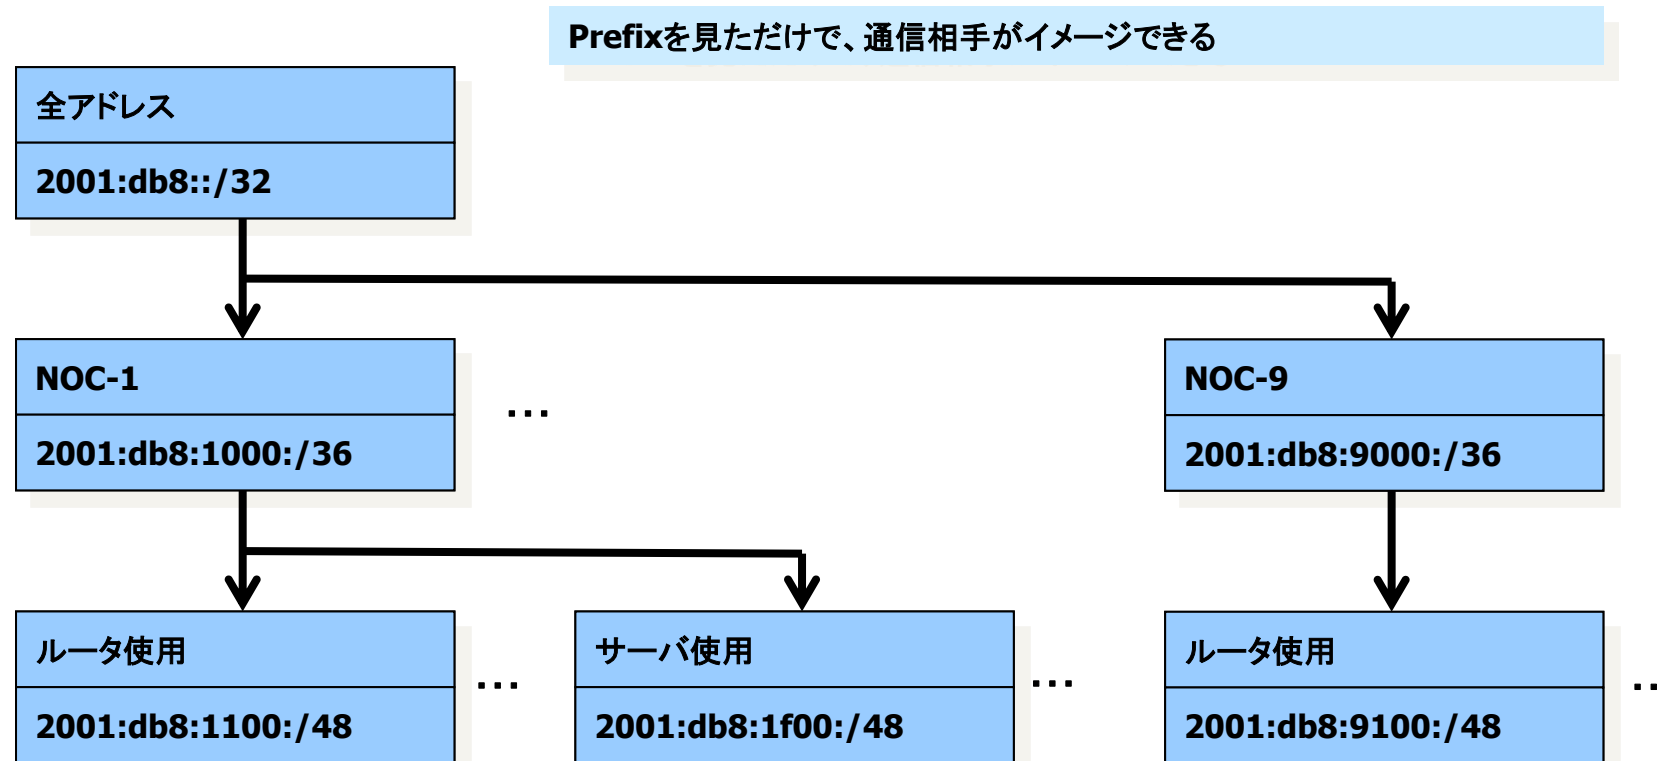 Prefixを見ただけで、通信相手がイメージできる
全アドレス
2001:db8::/32
NOC-1
2001:db8:1000:/36
...
NOC-9
2001:db8:9000:/36
ルータ使用
2001:db8:1100:/48
...
サーバ使用
2001:db8:1f00:/48
...
ルータ使用
2001:db8:9100:/48
..